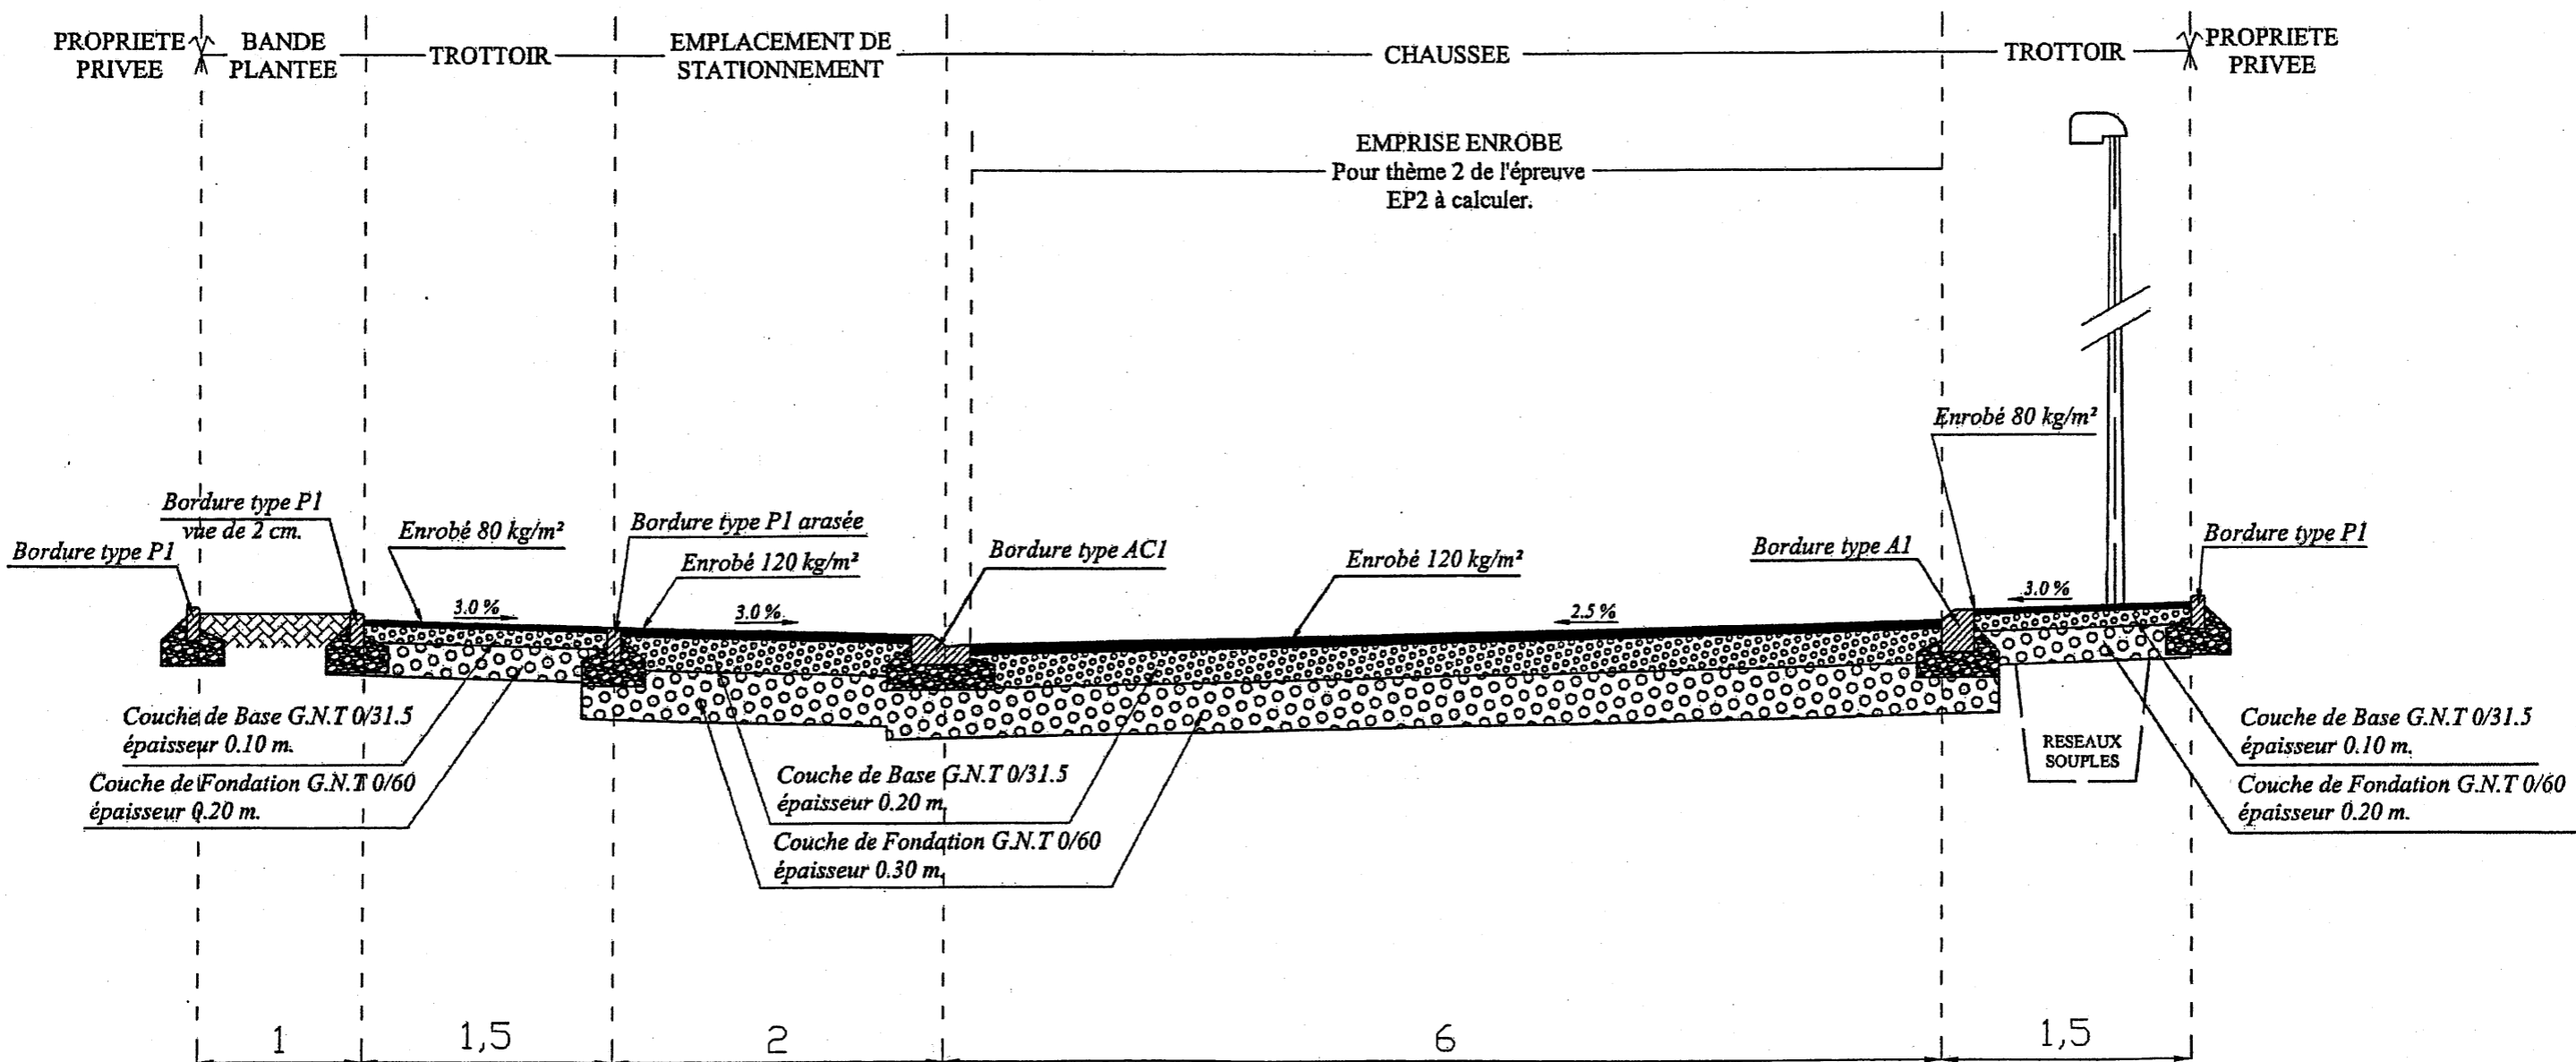 PROPRIETE
PRIVEE
BANDE
PLANTEE
TROTTOIR
EMPLACEMENT DE
STATIONNEMENT
CHAUSSEE
TROTTOIR
PROPRIETE
PRIVEE
EMPRISE ENROBE
Pour thème 2 de l'épreuve
EP2 à calculer.
Enrobé 80 kg/m²
Bordure type P1
Bordure type P1
vue de 2 cm.
Enrobé 80 kg/m²
Bordure type P1 arasée
Enrobé 120 kg/m²
Bordure type AC1
Enrobé 120 kg/m²
Bordure type A1
Bordure type P1
3.0 %
3.0 %
2.5 %
3.0 %
Couche de Base G.N.T 0/31.5
épaisseur 0.10 m.
Couche de Fondation G.N.T 0/60
épaisseur 0.20 m.
Couche de Base G.N.T 0/31.5
épaisseur 0.20 m.
Couche de Fondation G.N.T 0/60
épaisseur 0.30 m.
RESEAUX
SOUPLES
Couche de Base G.N.T 0/31.5
épaisseur 0.10 m.
Couche de Fondation G.N.T 0/60
épaisseur 0.20 m.
1
1,5
2
6
1,5